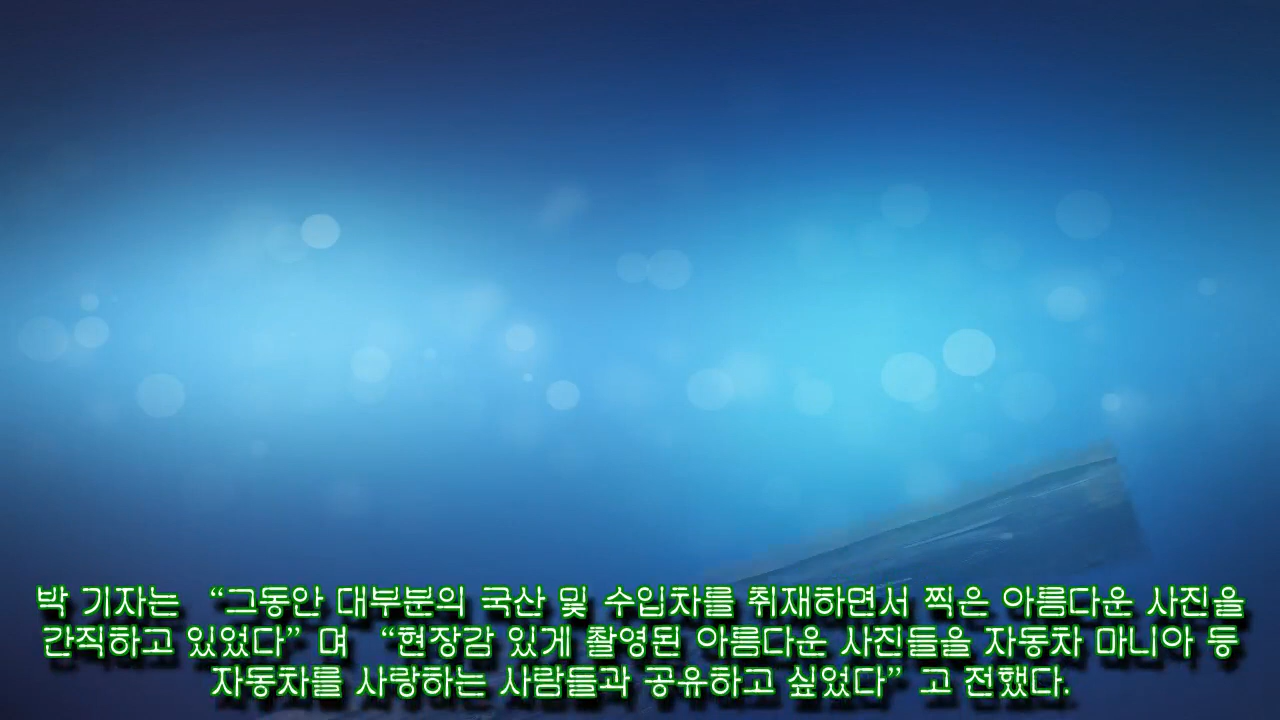 박 기자는 “그동안 대부분의 국산 및 수입차를 취재하면서 찍은 아름다운 사진을
간직하고 있었다” 며 “현장감 있게 촬영된 아름다운 사진들을 자동차 마니아 등
자동차를 사랑하는 사람들과 공유하고 싶었다” 고 전했다.